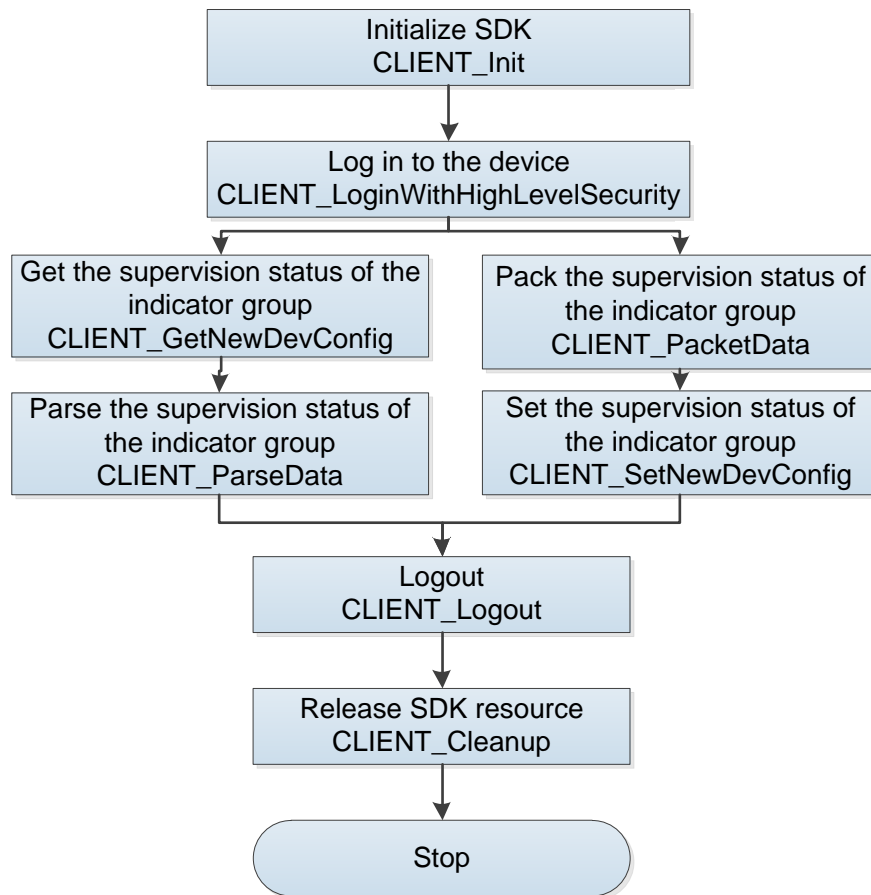 Initialize SDK
CLIENT_Init
Log in to the device
CLIENT_LoginWithHighLevelSecurity
Get the supervision status of the
indicator group
CLIENT_GetNewDevConfig
Pack the supervision status of
the indicator group
CLIENT_PacketData
Parse the supervision status of
the indicator group
CLIENT_ParseData
Set the supervision status of
the indicator group
CLIENT_SetNewDevConfig
Logout
CLIENT_Logout
Release SDK resource
CLIENT_Cleanup
Stop